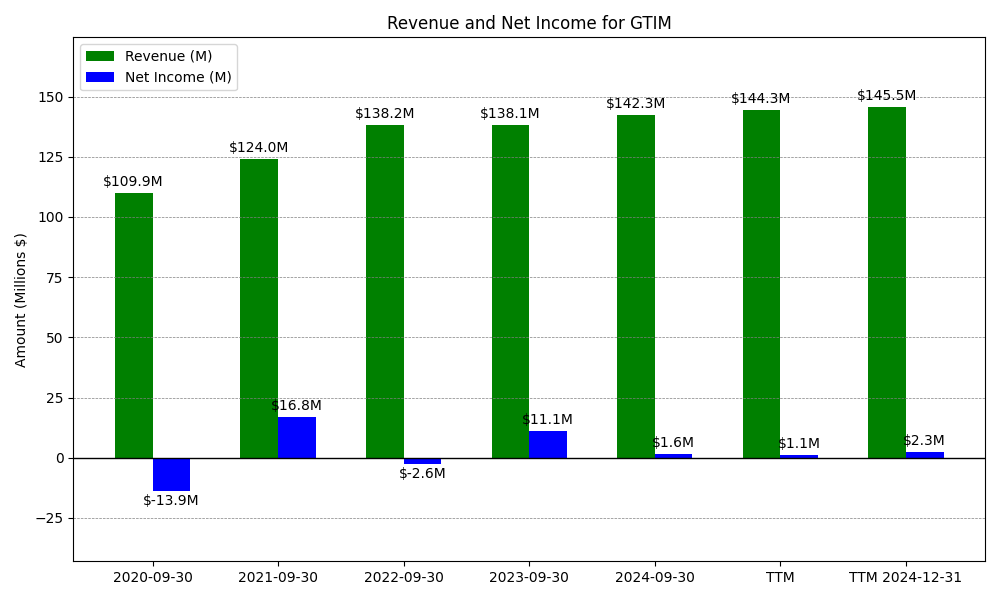 Revenue and Net Income for GTIM
Revenue (M)
Net Income (M)
Amount (Millions $)
150
125
100
75
50
25
0
−25
$109.9M
$124.0M
$138.2M
$138.1M
$142.3M
$144.3M
$145.5M
$-13.9M
$16.8M
$-2.6M
$11.1M
$1.6M
$1.1M
$2.3M
2020-09-30
2021-09-30
2022-09-30
2023-09-30
2024-09-30
TTM
TTM 2024-12-31